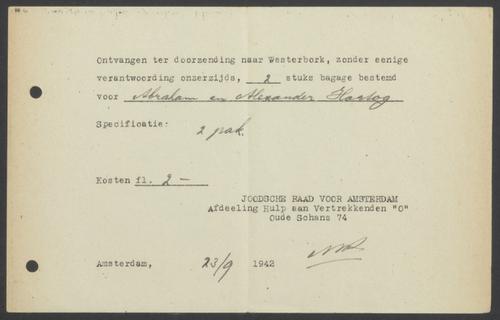 Ontvangen ter doorzending naar Westerbork, zonder eenige
verantwoording onzerzijds, 2 stuks bagage bestemd
voor Abraham en Alexander Hartog
Specificatie: 2 pak.
Kosten fl. 2 —
JOODSCHE RAAD VOOR AMSTERDAM
Afdeeling Hulp aan Vertrekkenden "O"
Oude Schans 74
Amsterdam, 23/9 1942